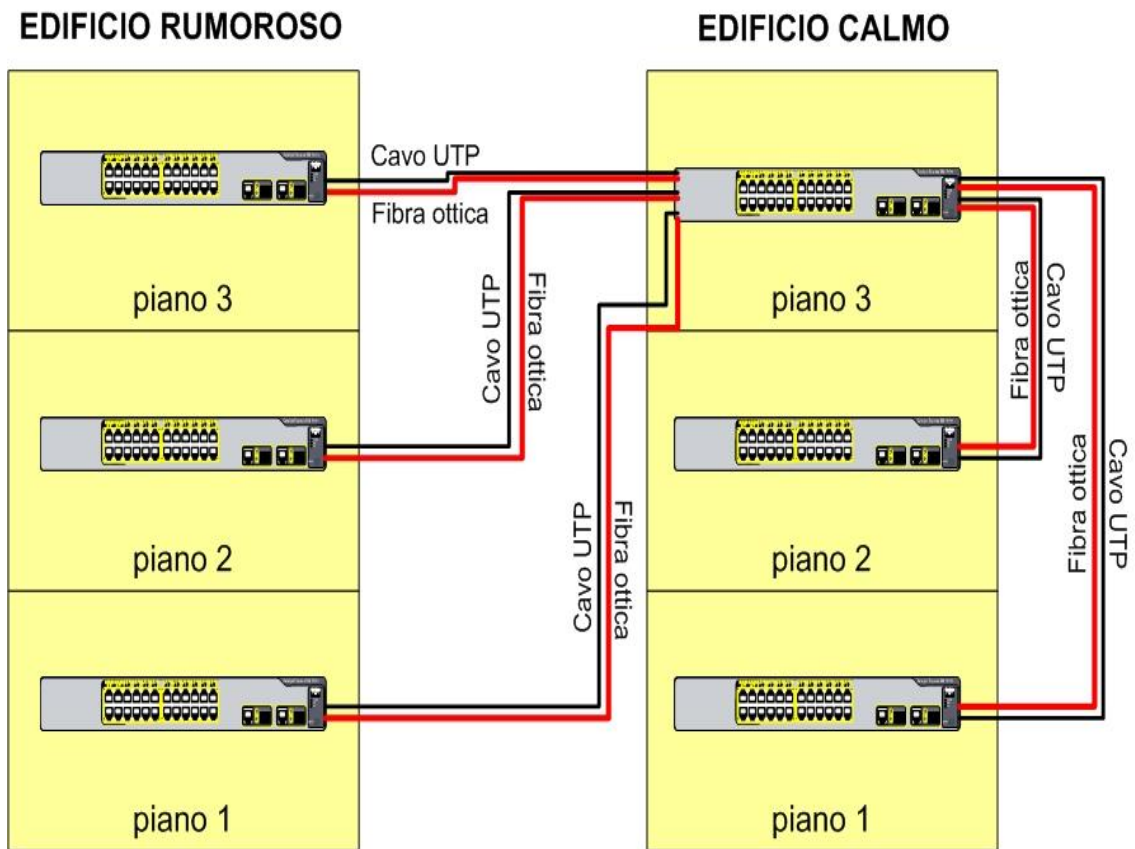 EDIFICIO RUMOROSO
EDIFICIO CALMO
Cavo UTP
Fibra ottica
piano 3
Cavo UTP
Fibra ottica
piano 3
Fibra ottica
Cavo UTP
piano 2
Cavo UTP
Fibra ottica
piano 2
Fibra ottica
Cavo UTP
piano 1
piano 1